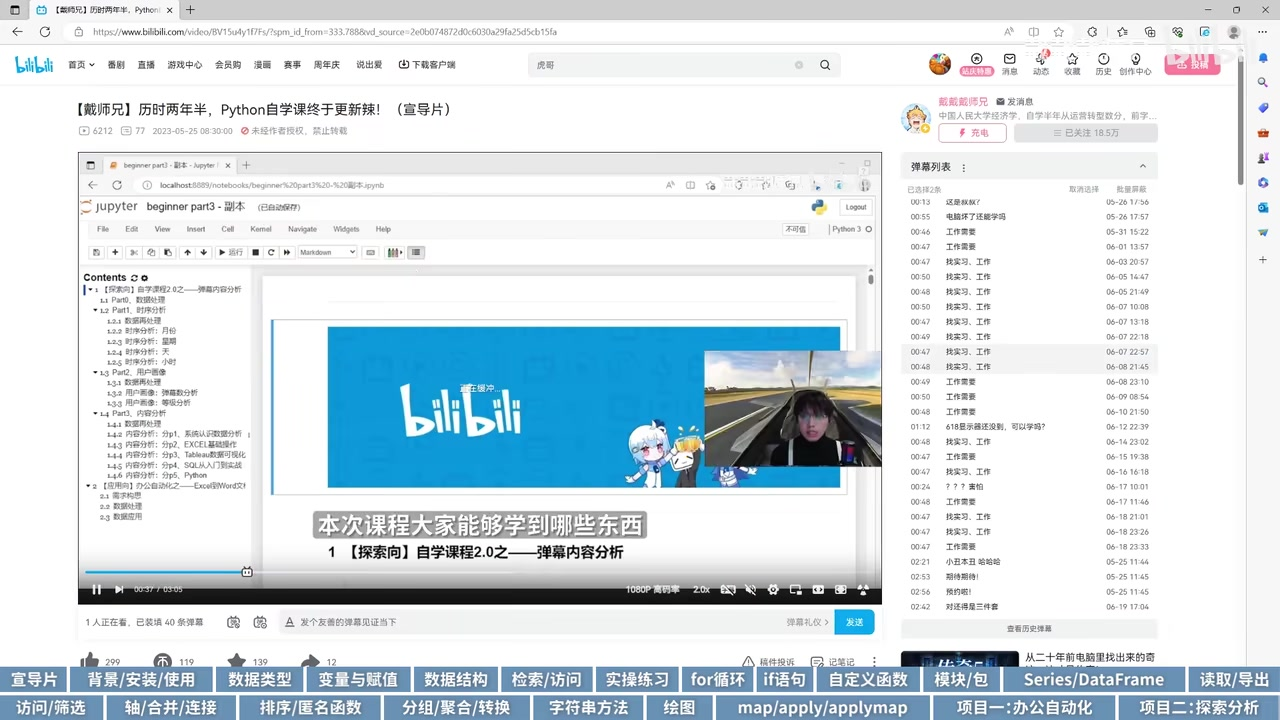 【戴师兄】历时两年半，Python
https://www.bilibili.com/video/BV15u4y1f7Fs/?spm_id_from=333.788&vd_source=2e0b074872d0c6030a29fa25d5cb15fa
bilibili 首页 番剧 直播 游戏中心 会员购 漫画 赛事 周年庆 说出爱 下载客户端 虎哥 站庆特惠 消息 动态 收藏 历史 创作中心 投稿
【戴师兄】历时两年半，Python自学课终于更新辣！（宣导片）
6212 77 2023-05-25 08:30:00 未经作者授权，禁止转载
戴戴戴师兄 发消息
中国人民大学经济学，自学半年从运营转型数分，前字…
充电 已关注 18.5万
beginner part3 - 副本 - Jupyter
localhost:8889/notebooks/beginner%20part3%20-%20副本.ipynb
jupyter beginner part3 - 副本 (已自动保存) Logout
File Edit View Insert Cell Kernel Navigate Widgets Help 不可信 Python 3
运行 Markdown
Contents
1 【探索向】自学课程2.0之——弹幕内容分析
1.1 Part0，数据处理
1.2 Part1，时序分析
1.2.1 数据再处理
1.2.2 时序分析：月份
1.2.3 时序分析：星期
1.2.4 时序分析：天
1.2.5 时序分析：小时
1.3 Part2，用户画像
1.3.1 数据再处理
1.3.2 用户画像：弹幕数分析
1.3.3 用户画像：等级分析
1.4 Part3，内容分析
1.4.1 数据再处理
1.4.2 内容分析：分p1，系统认识数据分析
1.4.3 内容分析：分p2，EXCEL基础操作
1.4.4 内容分析：分p3，Tableau数据可视化
1.4.5 内容分析：分p4，SQL从入门到实战
1.4.6 内容分析：分p5，Python
2 【应用向】办公自动化之——Excel到Word文档
2.1 需求构思
2.2 数据处理
2.3 数据应用
正在缓冲...
bilibili
本次课程大家能够学到哪些东西
1 【探索向】自学课程2.0之——弹幕内容分析
00:37 / 03:05 1080P 高码率 2.0x
1 人正在看，已装填 40 条弹幕 发个友善的弹幕见证当下 弹幕礼仪 发送
299 119 139 12 稿件投诉 记笔记
弹幕列表
已选择2条 取消选择 批量屏蔽
00:13 这是叔叔? 05-26 17:56
00:55 电脑坏了还能学吗 05-26 17:57
00:46 工作需要 05-31 15:22
00:47 工作需要 06-01 13:57
00:47 找实习、工作 06-03 20:57
00:50 找实习、工作 06-05 14:47
00:48 找实习、工作 06-05 21:49
00:50 找实习、工作 06-07 10:08
00:47 找实习、工作 06-07 13:18
00:49 找实习、工作 06-07 22:18
00:47 找实习、工作 06-07 22:57
00:48 找实习、工作 06-08 21:45
00:49 工作需要 06-08 23:10
00:50 工作需要 06-09 08:54
00:48 工作需要 06-10 21:50
01:12 618显示器还没到，可以学吗? 06-12 22:39
00:48 找实习、工作 06-14 23:02
00:47 工作需要 06-15 19:38
00:47 找实习、工作 06-16 16:18
00:24 ？？？害怕 06-17 10:01
00:48 工作需要 06-17 11:46
00:47 找实习、工作 06-18 21:01
00:47 找实习、工作 06-18 23:26
00:47 工作需要 06-18 23:33
02:21 小丑本丑 哈哈哈 05-25 11:44
02:53 期待期待! 05-25 11:45
02:56 预约啦! 05-25 11:45
02:42 对还得是三件套 06-19 17:04
查看历史弹幕
从二十年前电脑里找出来的奇
宣导片 背景/安装/使用 数据类型 变量与赋值 数据结构 检索/访问 实操练习 for循环 if语句 自定义函数 模块/包 Series/DataFrame 读取/导出
访问/筛选 轴/合并/连接 排序/匿名函数 分组/聚合/转换 字符串方法 绘图 map/apply/applymap 项目一:办公自动化 项目二:探索分析